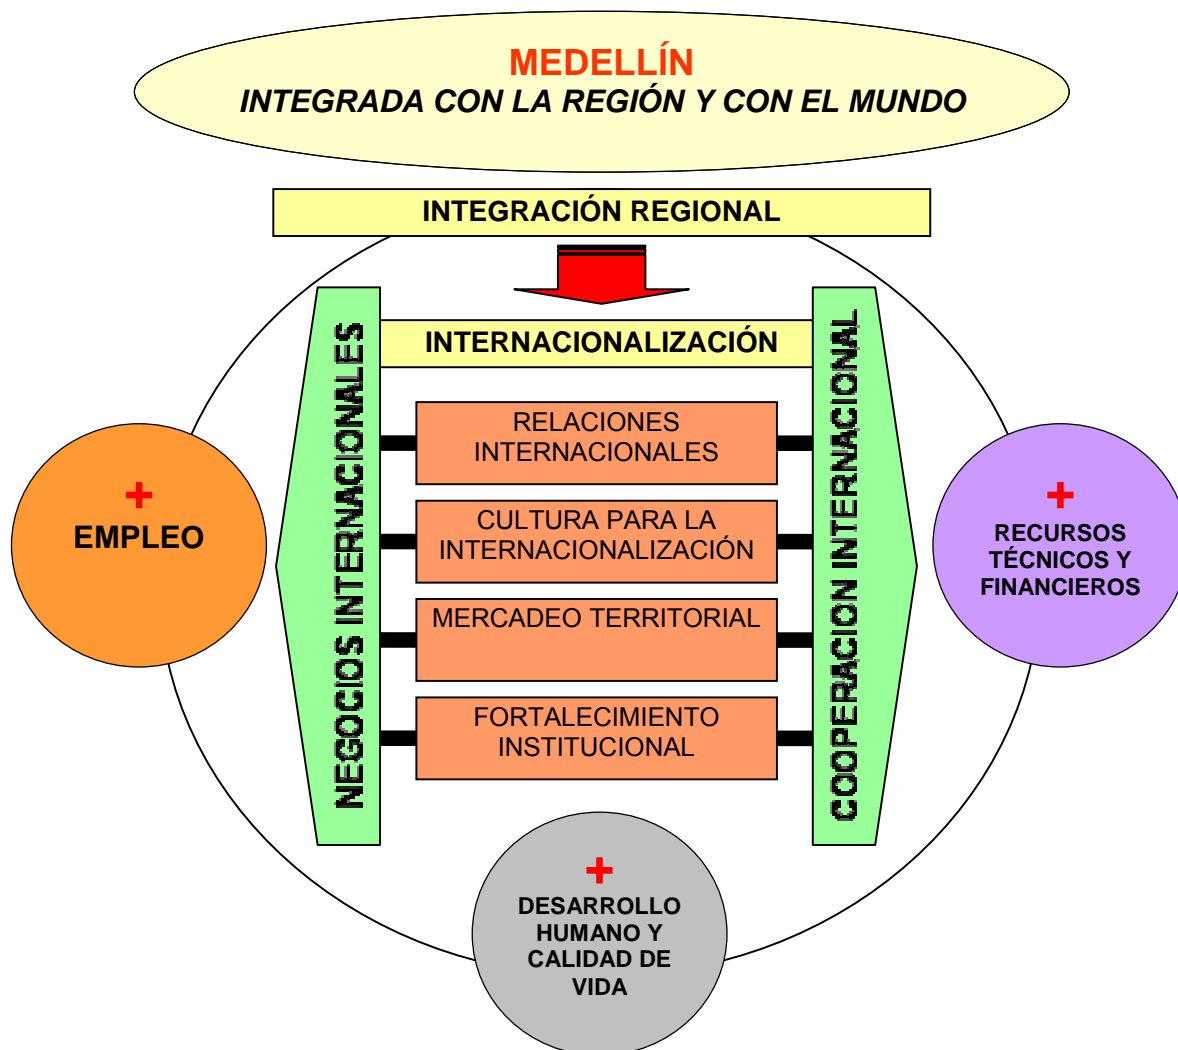 MEDELLÍN
INTEGRADA CON LA REGIÓN Y CON EL MUNDO
INTEGRACIÓN REGIONAL
INTERNACIONALIZACIÓN
NEGOCIOS INTERNACIONALES
RELACIONES
INTERNACIONALES
CULTURA PARA LA
INTERNACIONALIZACIÓN
MERCADEO TERRITORIAL
FORTALECIMIENTO
INSTITUCIONAL
COOPERACION INTERNACIONAL
+
EMPLEO
+
RECURSOS
TÉCNICOS Y
FINANCIEROS
+
DESARROLLO
HUMANO Y
CALIDAD DE
VIDA